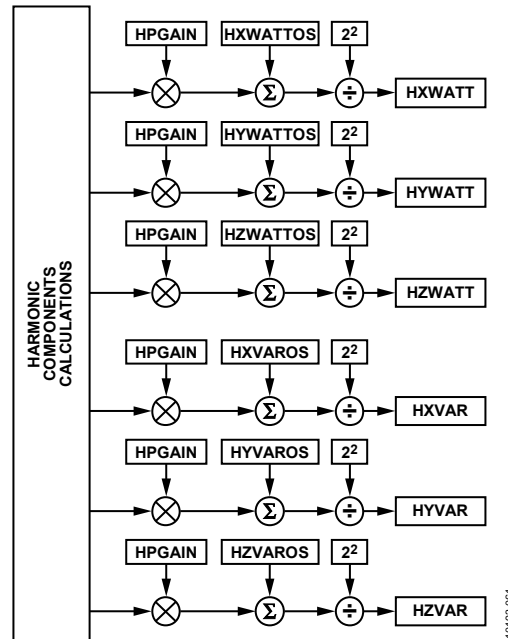 HARMONIC
COMPONENTS
CALCULATIONS
HPGAIN HXWATTOS 2²
Σ ÷ HXWATT
HPGAIN HYWATTOS 2²
Σ ÷ HYWATT
HPGAIN HZWATTOS 2²
Σ ÷ HZWATT
HPGAIN HXVAROS 2²
Σ ÷ HXVAR
HPGAIN HYVAROS 2²
Σ ÷ HYVAR
HPGAIN HZVAROS 2²
Σ ÷ HZVAR